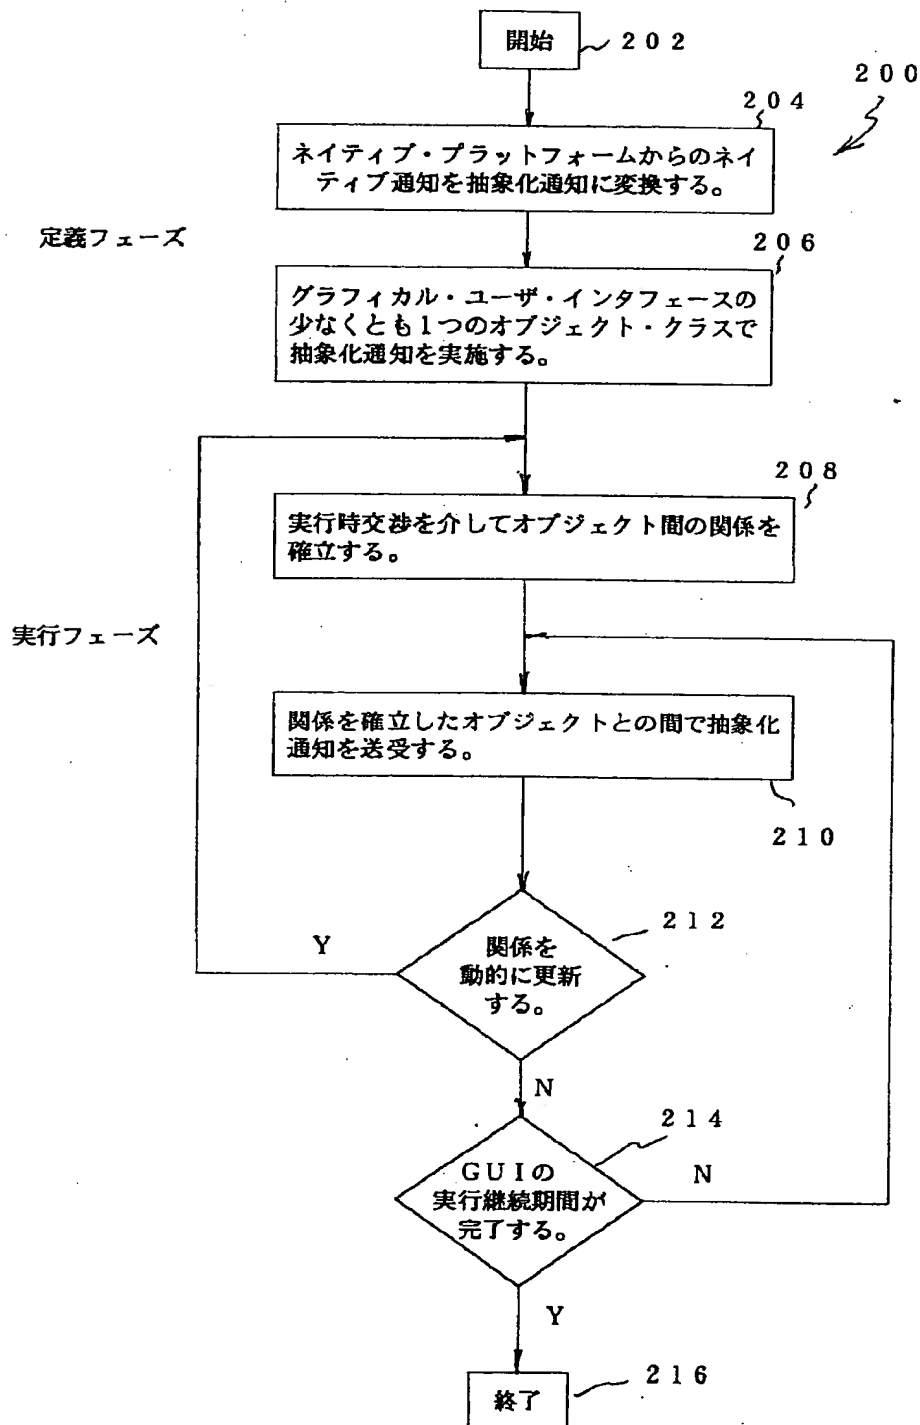 開始
202
200
204
ネイティブ・プラットフォームからのネイ
ティブ通知を抽象化通知に変換する。
定義フェーズ
206
グラフィカル・ユーザ・インタフェースの
少なくとも1つのオブジェクト・クラスで
抽象化通知を実施する。
208
実行時交渉を介してオブジェクト間の関係を
確立する。
実行フェーズ
関係を確立したオブジェクトとの間で抽象化
通知を送受する。
210
212
関係を
動的に更新
する。
Y
N
214
GUIの
実行継続期間が
完了する。
N
Y
216
終了